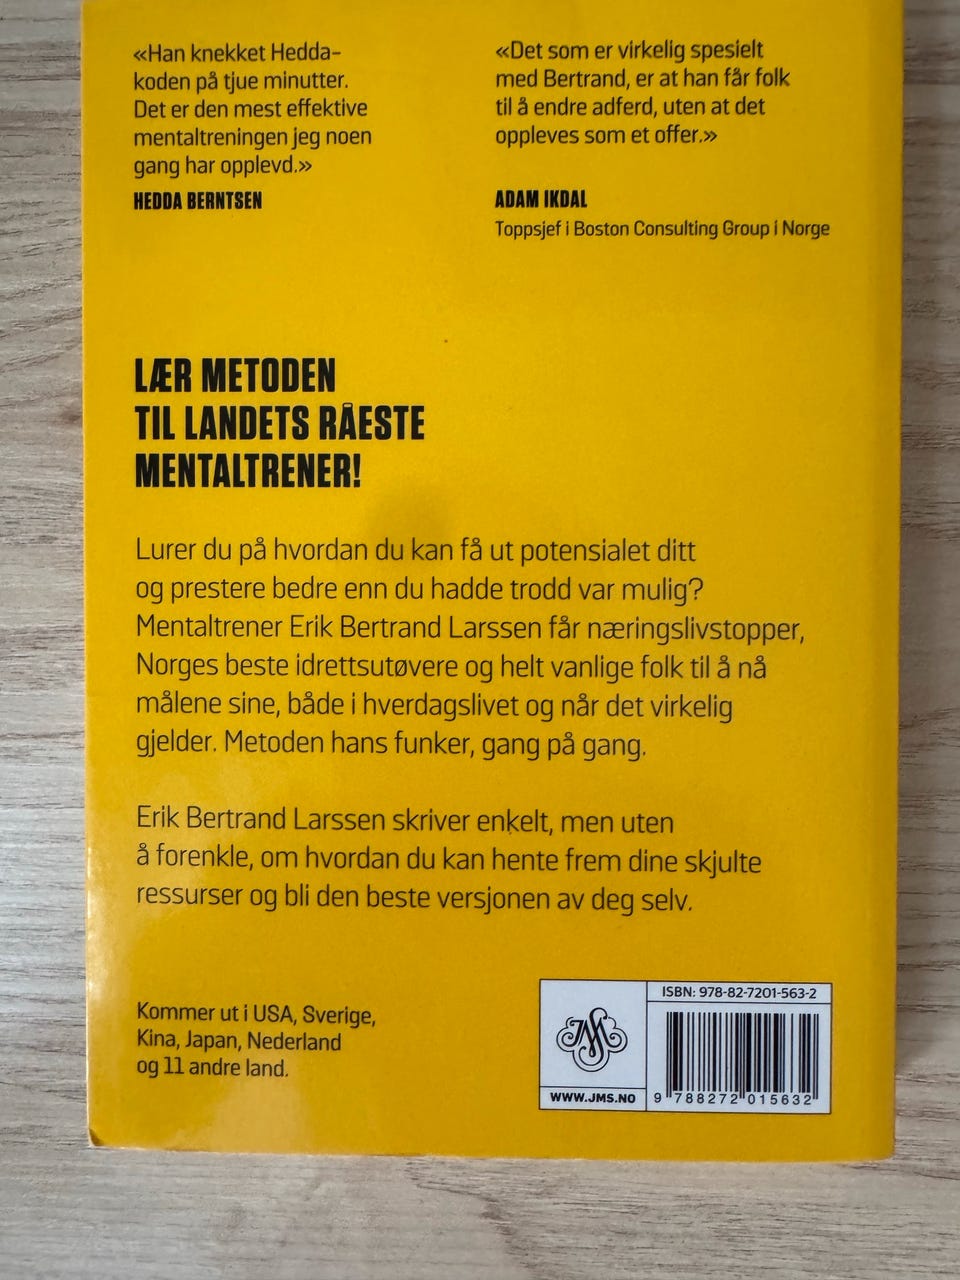 «Han knekket Hedda-
koden på tjue minutter.
Det er den mest effektive
mentaltreningen jeg noen
gang har opplevd.»
HEDDA BERNTSEN
«Det som er virkelig spesielt
med Bertrand, er at han får folk
til å endre adferd, uten at det
oppleves som et offer.»
ADAM IKDAL
Toppsjef i Boston Consulting Group i Norge
LÆR METODEN
TIL LANDETS RÅESTE
MENTALTRENER!
Lurer du på hvordan du kan få ut potensialet ditt
og prestere bedre enn du hadde trodd var mulig?
Mentaltrener Erik Bertrand Larssen får næringslivstopper,
Norges beste idrettsutøvere og helt vanlige folk til å nå
målene sine, både i hverdagslivet og når det virkelig
gjelder. Metoden hans funker, gang på gang.
Erik Bertrand Larssen skriver enkelt, men uten
å forenkle, om hvordan du kan hente frem dine skjulte
ressurser og bli den beste versjonen av deg selv.
Kommer ut i USA, Sverige,
Kina, Japan, Nederland
og 11 andre land.
JMS
WWW.JMS.NO
ISBN: 978-82-7201-563-2
9 788272 015632